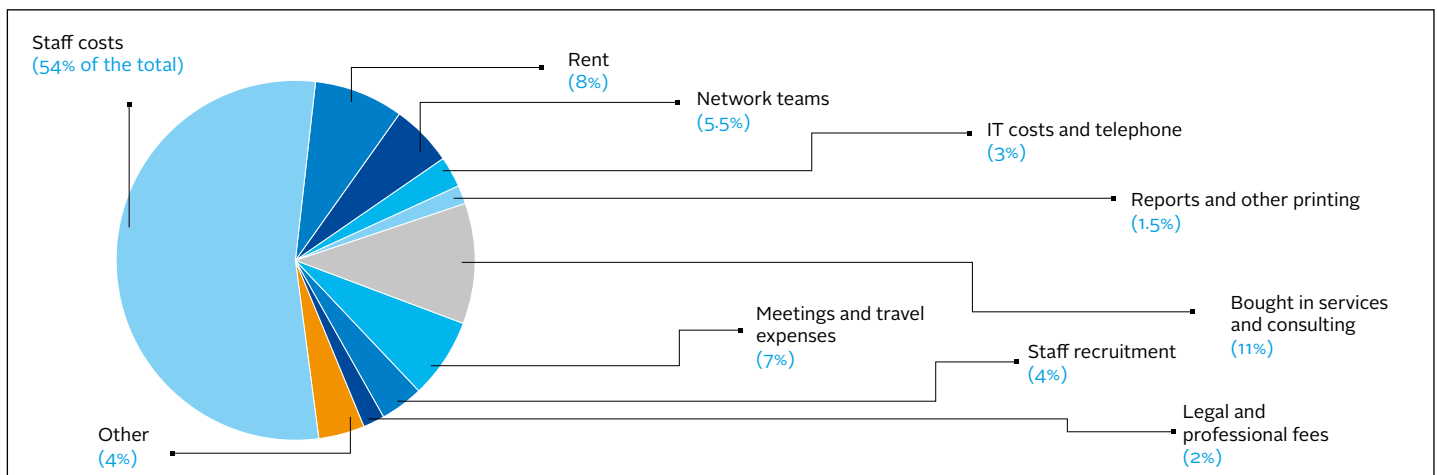 Staff costs
(54% of the total)
Rent
(8%)
Network teams
(5.5%)
IT costs and telephone
(3%)
Reports and other printing
(1.5%)
Bought in services
and consulting
(11%)
Meetings and travel
expenses
(7%)
Staff recruitment
(4%)
Legal and
professional fees
(2%)
Other
(4%)